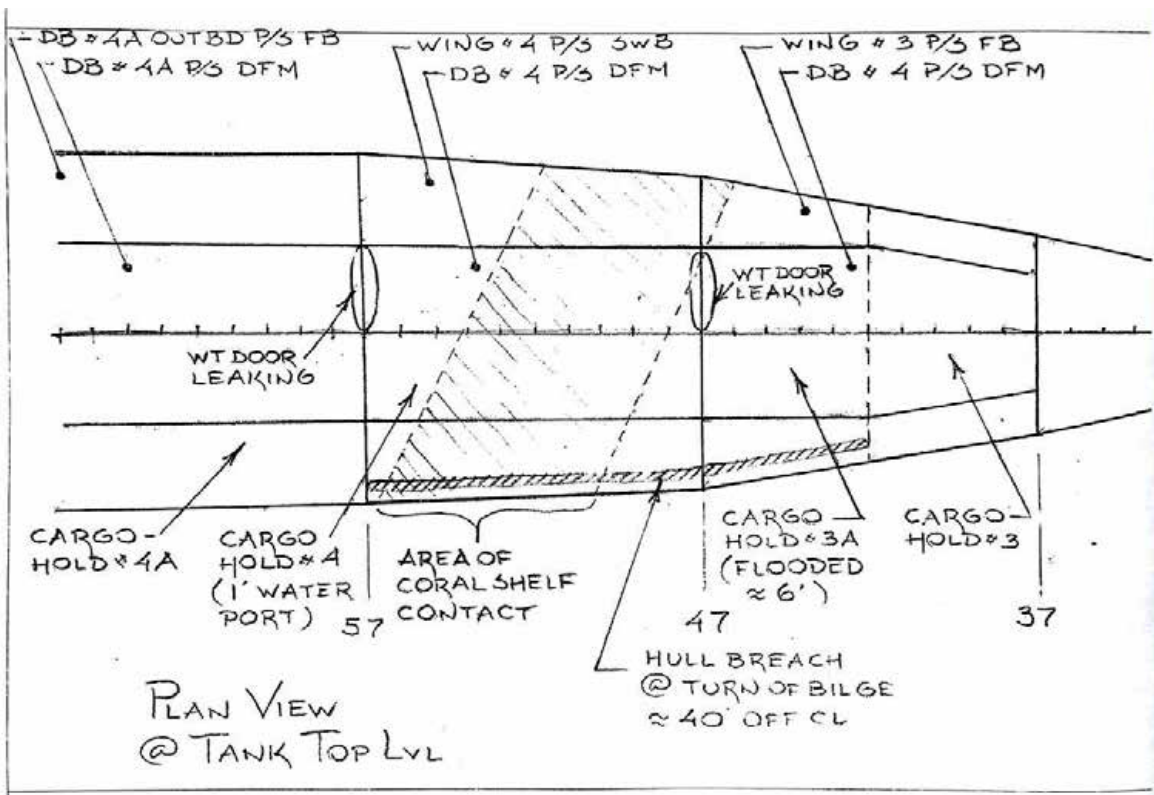 DB #4A OUTBD P/S FB
DB #4A P/S DFM
WING #4 P/S SWB
DB #4 P/S DFM
WING #3 P/S FB
DB #4 P/S DFM
WT DOOR
LEAKING
WT DOOR
LEAKING
CARGO
HOLD #4A
CARGO
HOLD #4
(1' WATER
PORT)
57
AREA OF
CORAL SHELF
CONTACT
CARGO
HOLD #3A
(FLOODED
≈ 6')
47
CARGO
HOLD #3
37
HULL BREACH
@ TURN OF BILGE
≈ 40' OFF CL
PLAN VIEW
@ TANK TOP LVL